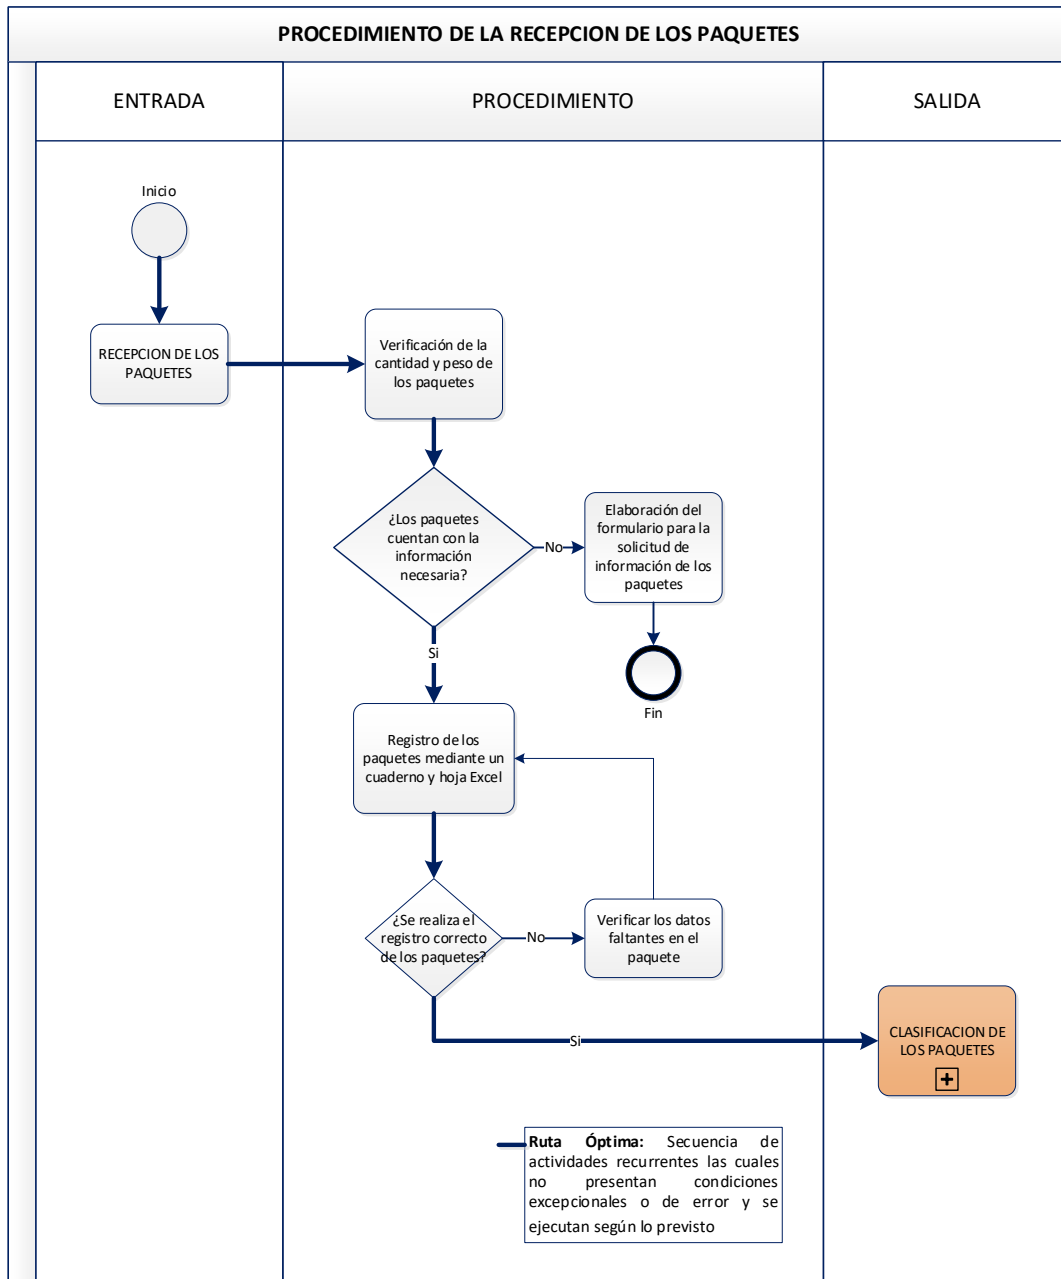 PROCEDIMIENTO DE LA RECEPCION DE LOS PAQUETES
ENTRADA
PROCEDIMIENTO
SALIDA
Inicio
RECEPCION DE LOS
PAQUETES
Verificación de la
cantidad y peso de
los paquetes
¿Los paquetes
cuentan con la
información
necesaria?
No
Elaboración del
formulario para la
solicitud de
información de los
paquetes
Si
Fin
Registro de los
paquetes mediante un
cuaderno y hoja Excel
¿Se realiza el
registro correcto
de los paquetes?
No
Verificar los datos
faltantes en el
paquete
Si
CLASIFICACION DE
LOS PAQUETES
Ruta Óptima: Secuencia de
actividades recurrentes las cuales
no presentan condiciones
excepcionales o de error y se
ejecutan según lo previsto